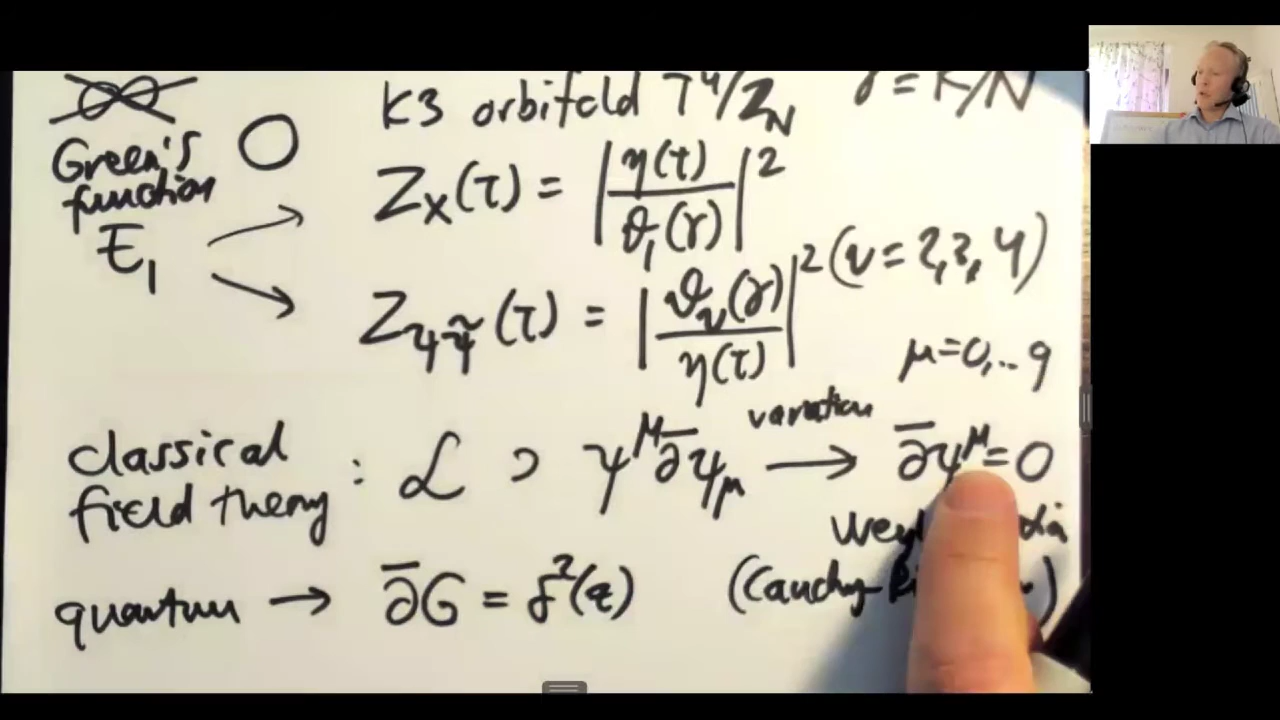 K3 orbifold T⁴/Z_N γ = K/N
Green's
function
Z_X(τ) = |η(τ)/ϑ₁(γ)|²
E₁
Z_ψψ̃(τ) = |ϑ_ν(γ)/η(τ)|² (ν = 2,3,4)
μ=0,..9
classical
field theory : ℒ ⊃ ψ^μ ∂̄ψ_μ variation → ∂̄ψ^μ = 0
quantum → ∂̄G = δ²(z) (Cauchy-